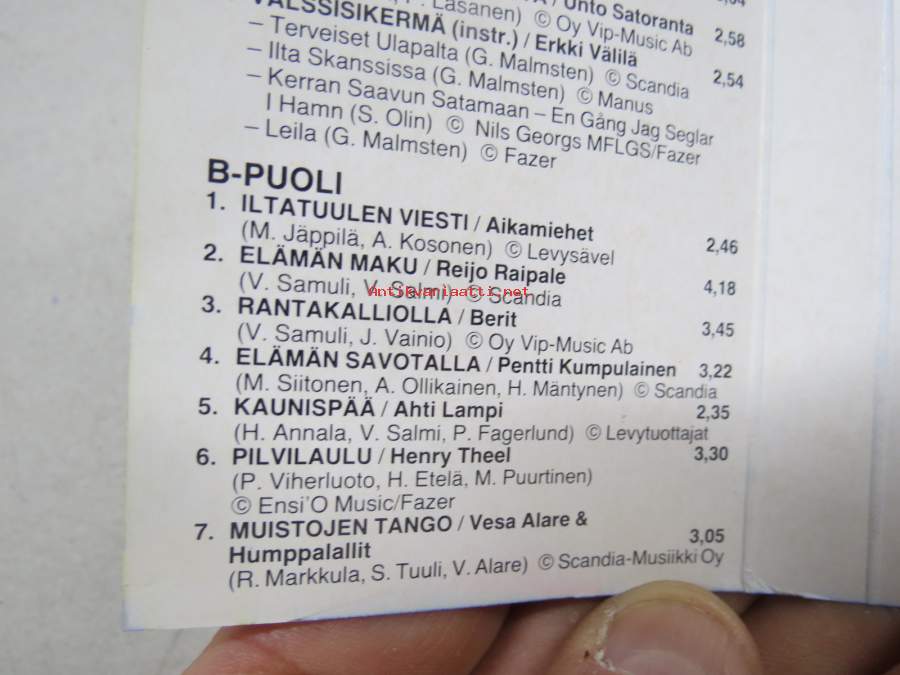 Lasanen) © Oy Vip-Music Ab 2,58
Unto Satoranta
VALSSISIKERMÄ (instr.) / Erkki Välilä 2,54
– Terveiset Ulapalta (G. Malmsten) © Scandia
– Ilta Skanssissa (G. Malmsten) © Manus
– Kerran Saavun Satamaan – En Gång Jag Seglar
I Hamn (S. Olin) © Nils Georgs MFLGS/Fazer
– Leila (G. Malmsten) © Fazer
B-PUOLI
1. ILTATUULEN VIESTI / Aikamiehet 2,46
(M. Jäppilä, A. Kosonen) © Levysävel
2. ELÄMÄN MAKU / Reijo Raipale 4,18
(V. Samuli, V. Salmi) © Scandia
Antikvariaatti.net
3. RANTAKALLIOLLA / Berit 3,45
(V. Samuli, J. Vainio) © Oy Vip-Music Ab
4. ELÄMÄN SAVOTALLA / Pentti Kumpulainen 3,22
(M. Siitonen, A. Ollikainen, H. Mäntynen) © Scandia
5. KAUNISPÄÄ / Ahti Lampi 2,35
(H. Annala, V. Salmi, P. Fagerlund) © Levytuottajat
6. PILVILAULU / Henry Theel 3,30
(P. Viherluoto, H. Etelä, M. Puurtinen)
© Ensi'O Music/Fazer
7. MUISTOJEN TANGO / Vesa Alare &
Humppalallit 3,05
(R. Markkula, S. Tuuli, V. Alare) © Scandia-Musiikki Oy